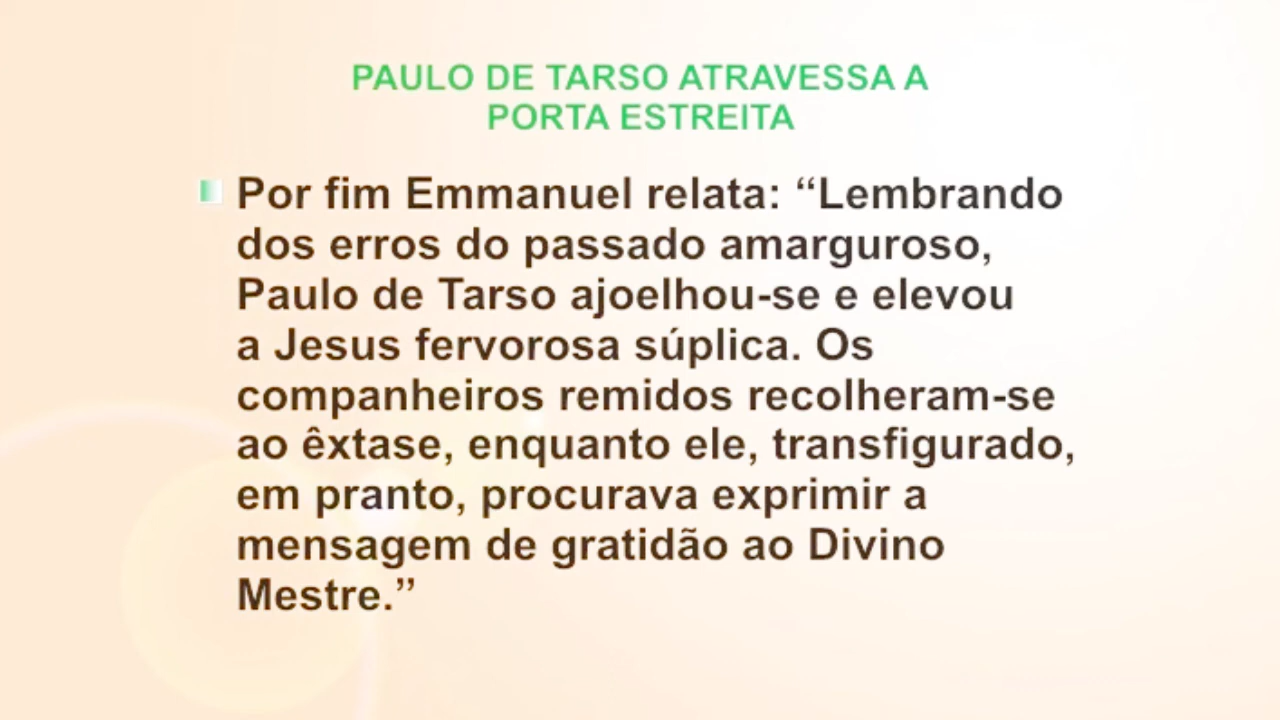 PAULO DE TARSO ATRAVESSA A
PORTA ESTREITA
Por fim Emmanuel relata: “Lembrando
dos erros do passado amarguroso,
Paulo de Tarso ajoelhou-se e elevou
a Jesus fervorosa súplica. Os
companheiros remidos recolheram-se
ao êxtase, enquanto ele, transfigurado,
em pranto, procurava exprimir a
mensagem de gratidão ao Divino
Mestre.”